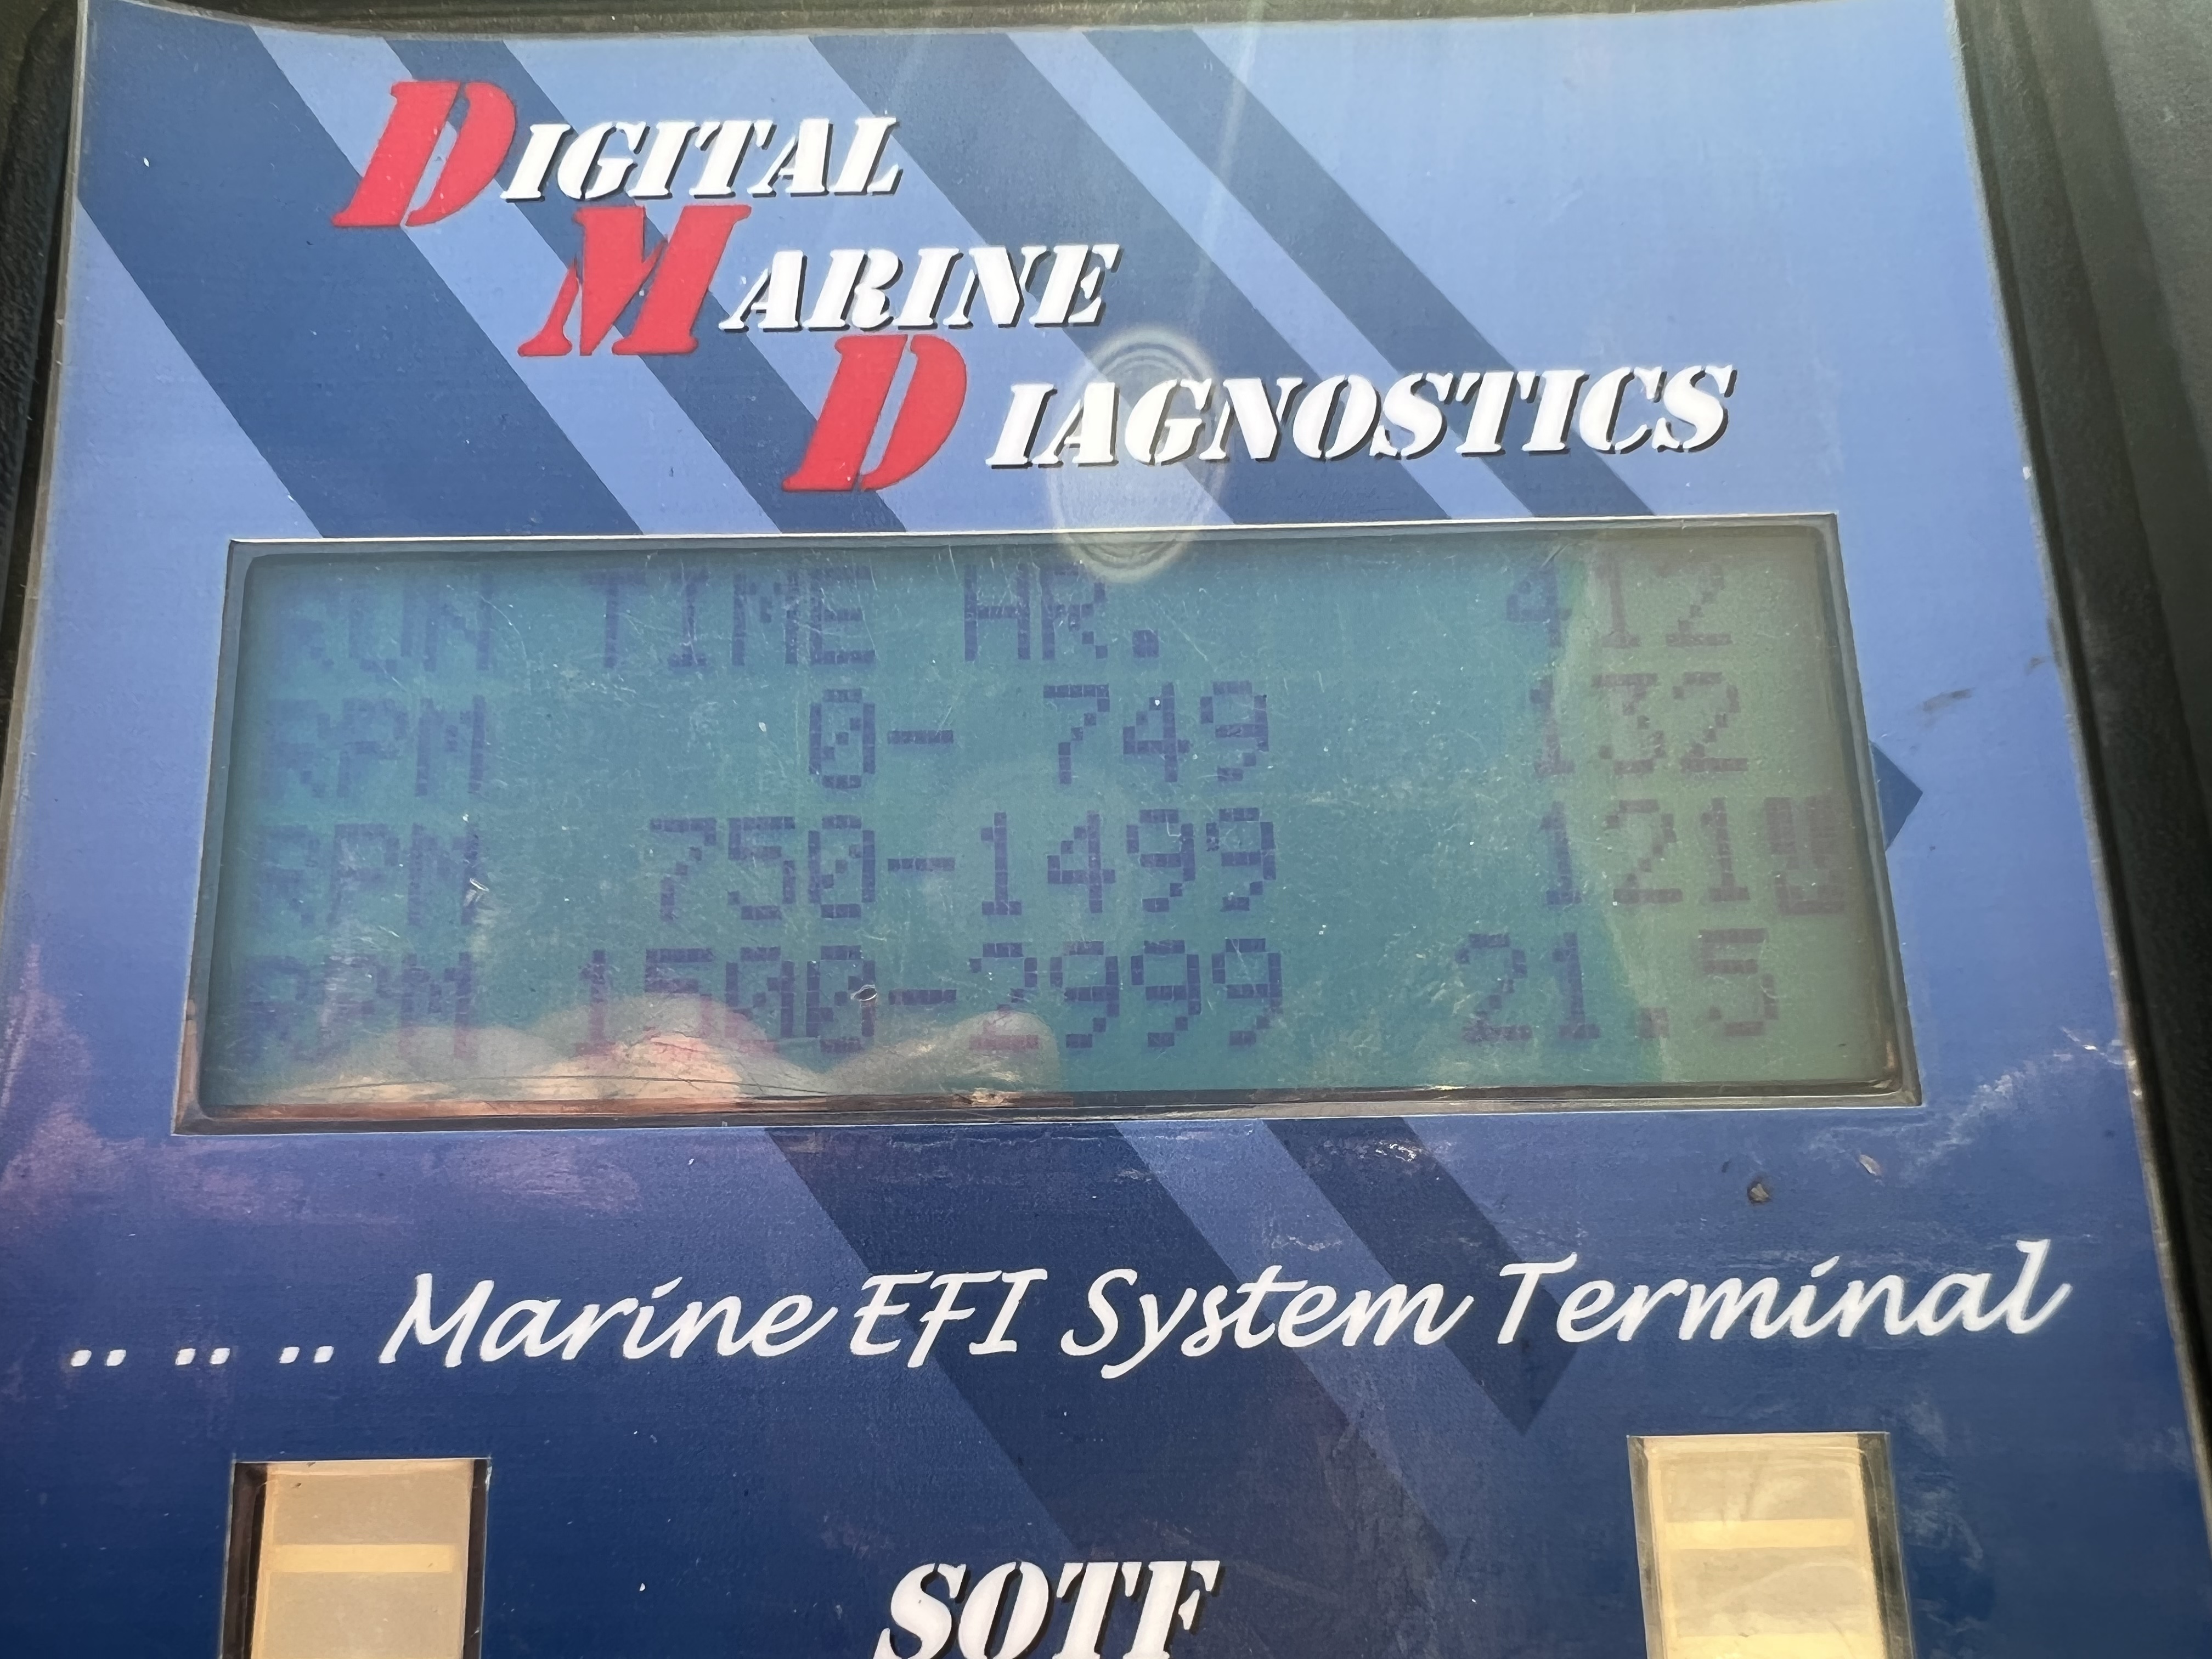 DIGITAL
MARINE
DIAGNOSTICS
RUN TIME HR. 412
RPM 0- 749 132
RPM 750-1499 121
RPM 1500-2999 21.5
.. .. .. Marine EFI System Terminal
SOTF